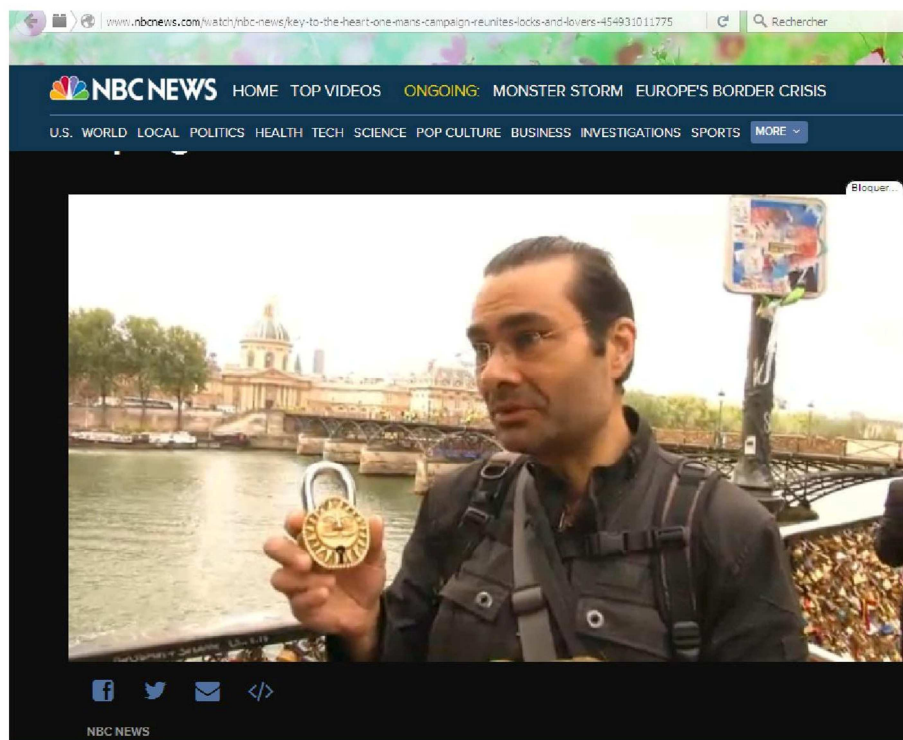 www.nbcnews.com/watch/nbc-news/key-to-the-heart-one-mans-campaign-reunites-locks-and-lovers-454931011775
Rechercher
NBC NEWS HOME TOP VIDEOS ONGOING: MONSTER STORM EUROPE'S BORDER CRISIS
U.S. WORLD LOCAL POLITICS HEALTH TECH SCIENCE POP CULTURE BUSINESS INVESTIGATIONS SPORTS MORE
Bloquer...
</> 
NBC NEWS